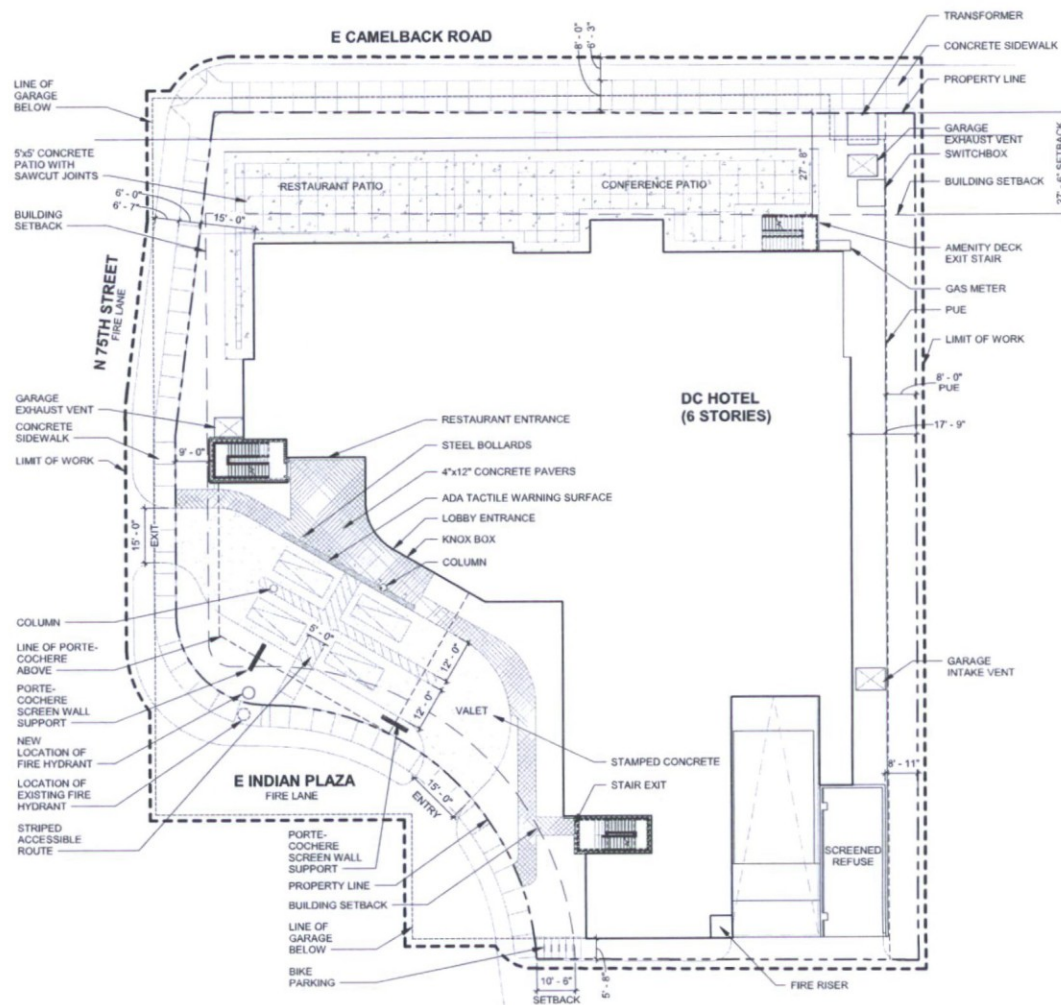 E CAMELBACK ROAD
8' - 0"
6' - 3"
TRANSFORMER
CONCRETE SIDEWALK
PROPERTY LINE
GARAGE
EXHAUST VENT
SWITCHBOX
BUILDING SETBACK
27' - 6" SETBACK
AMENITY DECK
EXIT STAIR
GAS METER
PUE
LIMIT OF WORK
8' - 0"
PUE
17' - 9"
GARAGE
INTAKE VENT
8' - 11"
LINE OF
GARAGE
BELOW
5'x5' CONCRETE
PATIO WITH
SAWCUT JOINTS
6' - 0"
6' - 7"
15' - 0"
BUILDING
SETBACK
RESTAURANT PATIO
CONFERENCE PATIO
27' - 8"
N 75TH STREET
FIRE LANE
DC HOTEL
(6 STORIES)
GARAGE
EXHAUST VENT
CONCRETE
SIDEWALK
LIMIT OF WORK
9' - 0"
15' - 0"
EXIT
RESTAURANT ENTRANCE
STEEL BOLLARDS
4"x12" CONCRETE PAVERS
ADA TACTILE WARNING SURFACE
LOBBY ENTRANCE
KNOX BOX
COLUMN
COLUMN
LINE OF PORTE-
COCHERE
ABOVE
PORTE-
COCHERE
SCREEN WALL
SUPPORT
NEW
LOCATION OF
FIRE HYDRANT
LOCATION OF
EXISTING FIRE
HYDRANT
STRIPED
ACCESSIBLE
ROUTE
5' - 0"
12' - 0"
12' - 0"
VALET
STAMPED CONCRETE
STAIR EXIT
E INDIAN PLAZA
FIRE LANE
15' - 0"
ENTRY
PORTE-
COCHERE
SCREEN WALL
SUPPORT
PROPERTY LINE
BUILDING SETBACK
LINE OF
GARAGE
BELOW
BIKE
PARKING
10' - 6"
SETBACK
5' - 8"
SCREENED
REFUSE
FIRE RISER